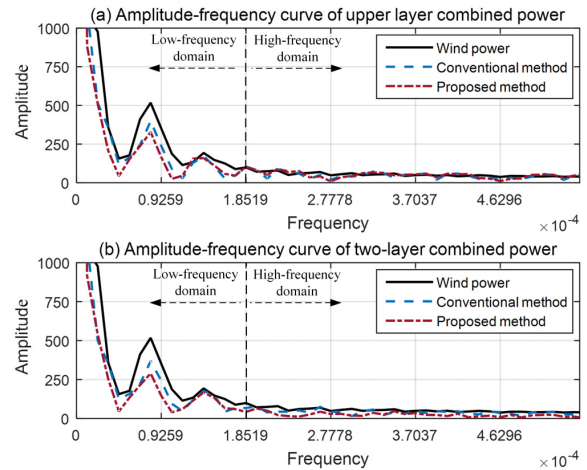 (a) Amplitude-frequency curve of upper layer combined power
1000
750
500
250
0
Amplitude
Low-frequency
domain
High-frequency
domain
Wind power
Conventional method
Proposed method
0
0.9259
1.8519
2.7778
3.7037
4.6296
Frequency
×10⁻⁴
(b) Amplitude-frequency curve of two-layer combined power
1000
750
500
250
0
Amplitude
Low-frequency
domain
High-frequency
domain
Wind power
Conventional method
Proposed method
0
0.9259
1.8519
2.7778
3.7037
4.6296
Frequency
×10⁻⁴